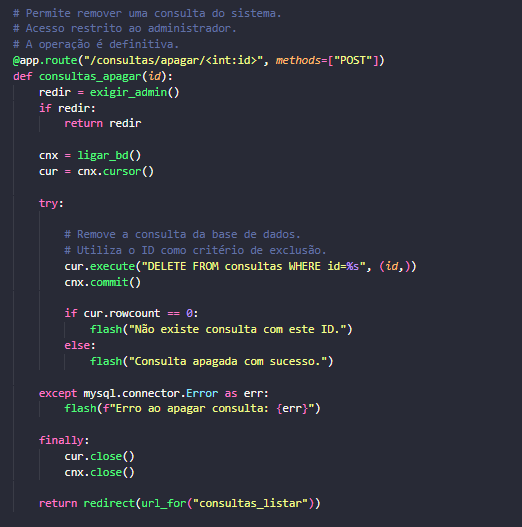 # Permite remover uma consulta do sistema.
# Acesso restrito ao administrador.
# A operação é definitiva.
@app.route("/consultas/apagar/<int:id>", methods=["POST"])
def consultas_apagar(id):
    redir = exigir_admin()
    if redir:
        return redir

    cnx = ligar_bd()
    cur = cnx.cursor()

    try:

        # Remove a consulta da base de dados.
        # Utiliza o ID como critério de exclusão.
        cur.execute("DELETE FROM consultas WHERE id=%s", (id,))
        cnx.commit()

        if cur.rowcount == 0:
            flash("Não existe consulta com este ID.")
        else:
            flash("Consulta apagada com sucesso.")

    except mysql.connector.Error as err:
        flash(f"Erro ao apagar consulta: {err}")

    finally:
        cur.close()
        cnx.close()

    return redirect(url_for("consultas_listar"))